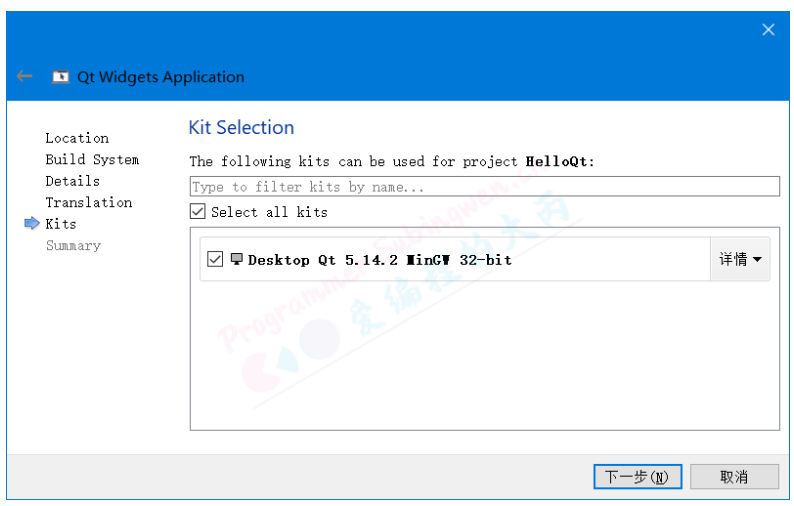 Qt Widgets Application
Location
Build System
Details
Translation
Kits
Summary
Kit Selection
The following kits can be used for project HelloQt:
Type to filter kits by name...
Select all kits
Desktop Qt 5.14.2 MinGW 32-bit
详情
Programmer Subingwen.cn
爱编程的大丙
下一步(N)
取消